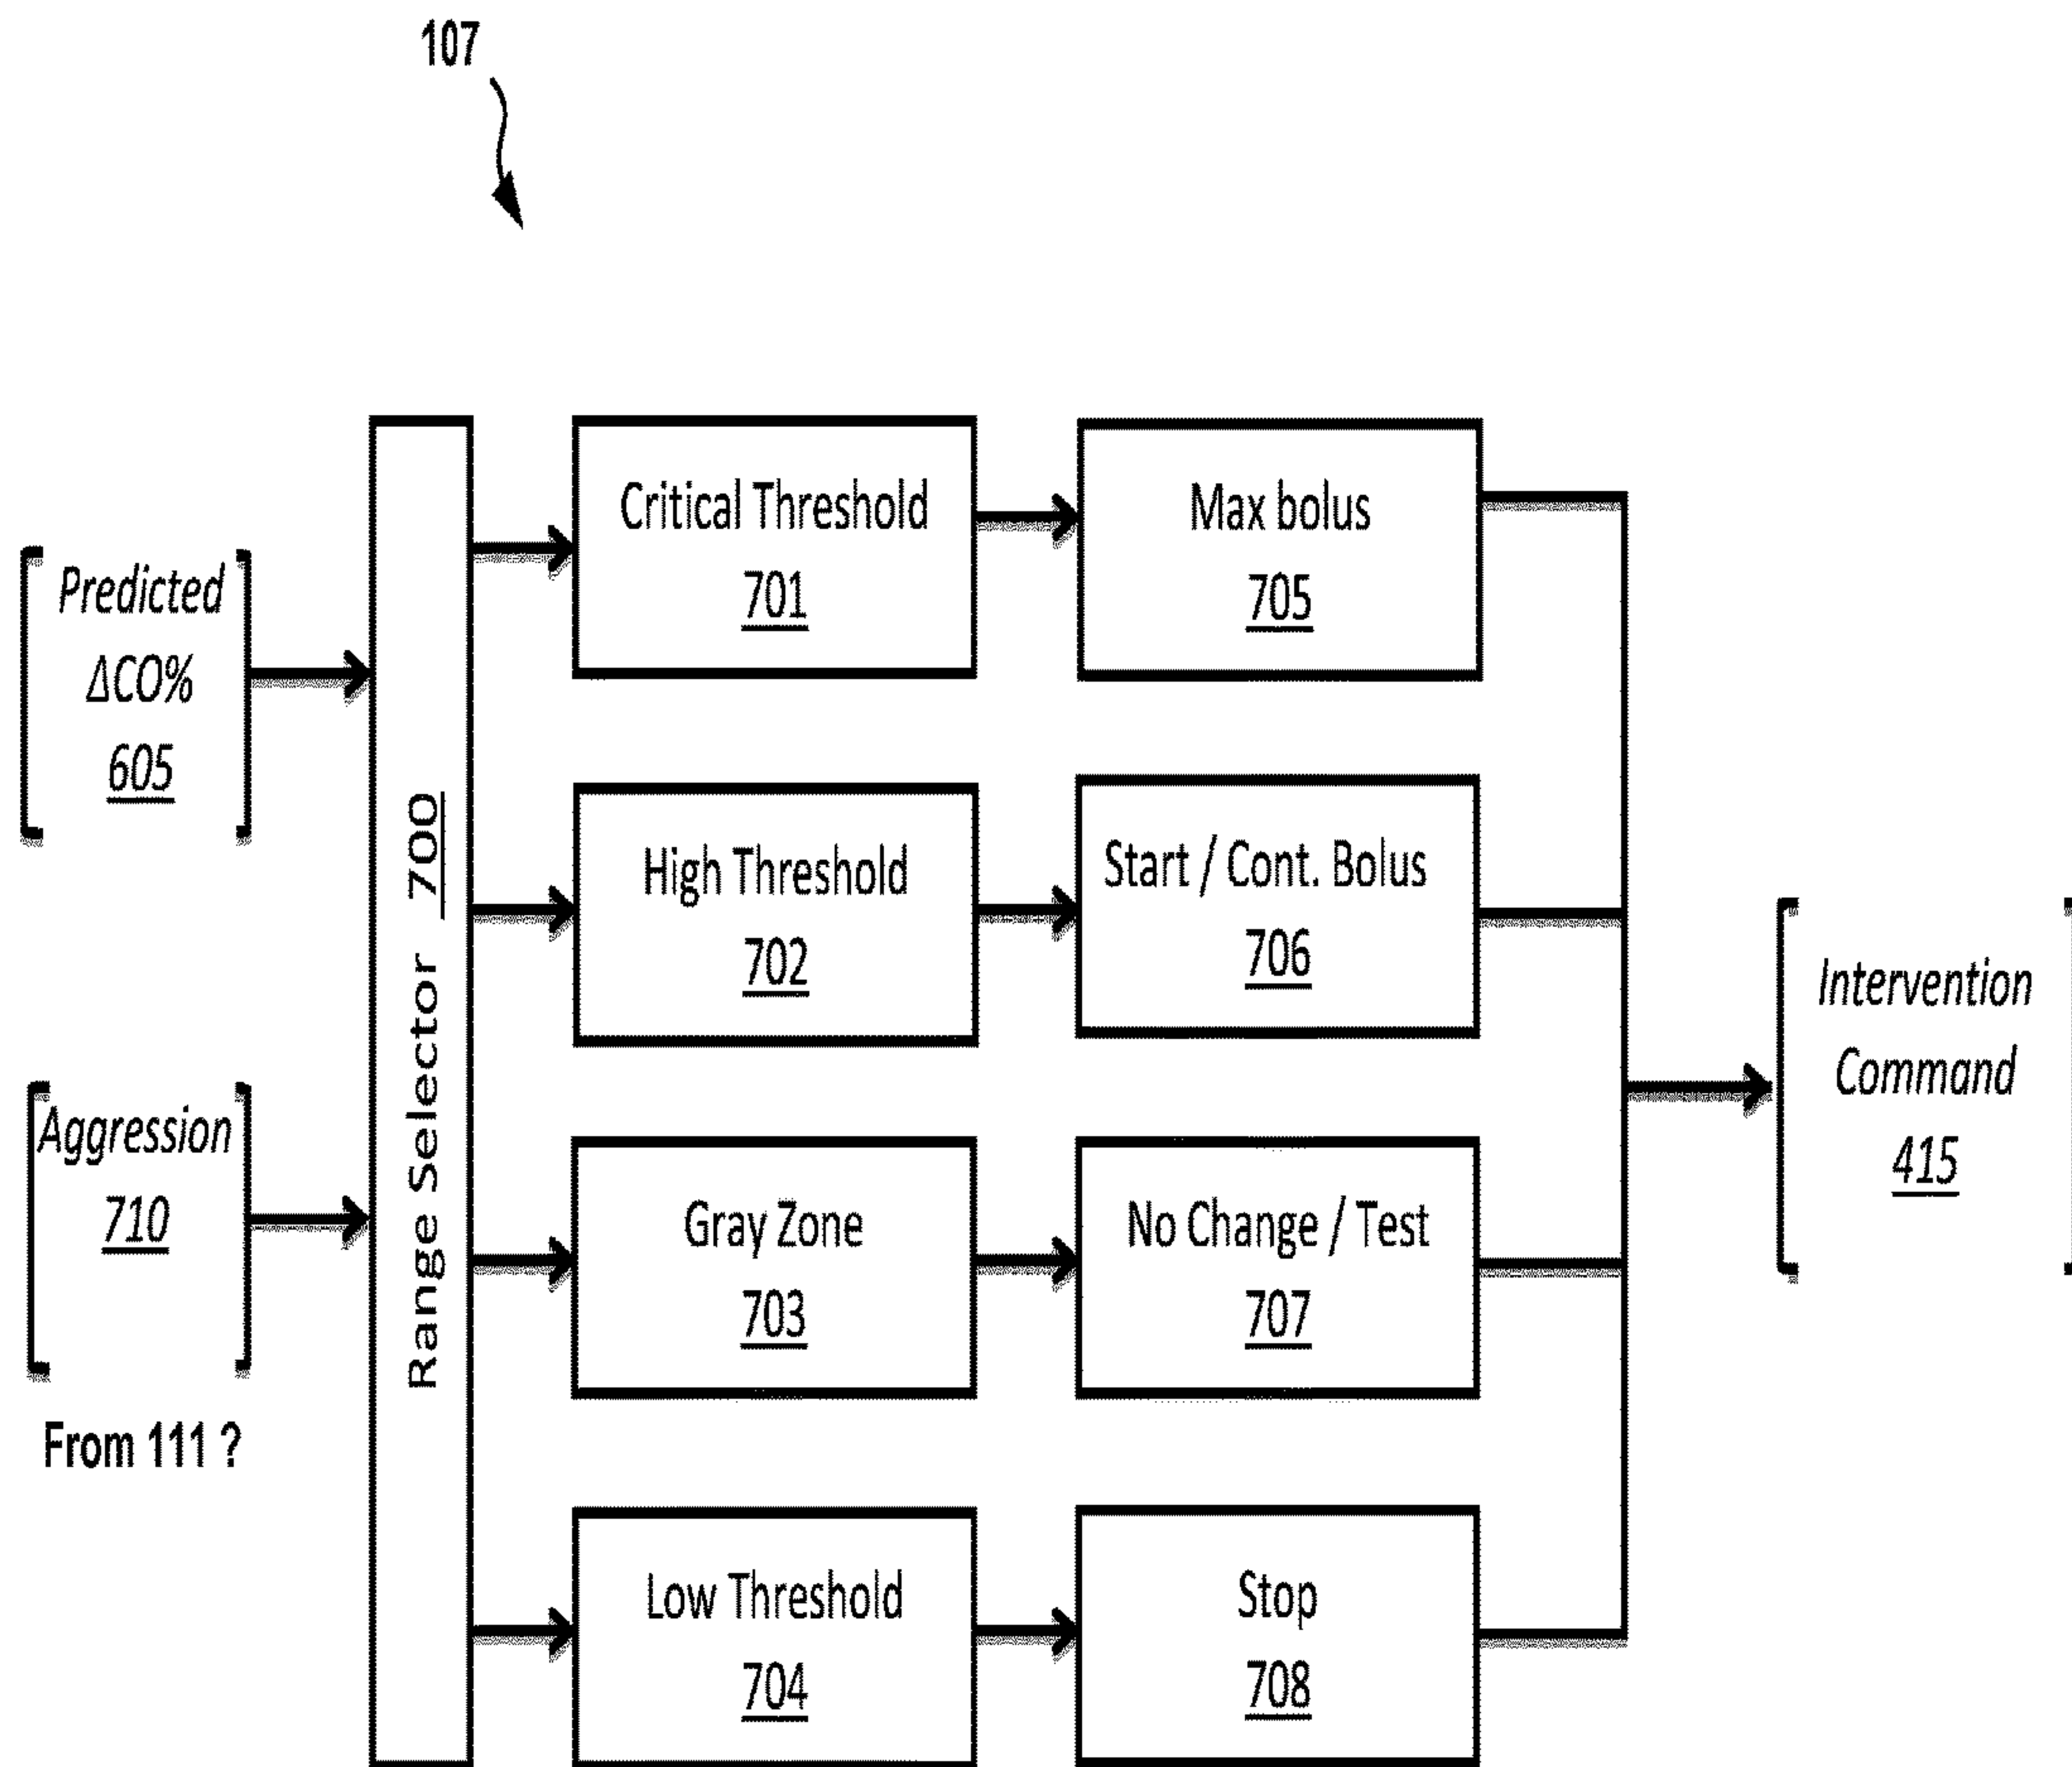 107
Predicted
ΔCO%
605
Aggression
710
From 111 ?
Range Selector 700
Critical Threshold
701
Max bolus
705
High Threshold
702
Start / Cont. Bolus
706
Gray Zone
703
No Change / Test
707
Low Threshold
704
Stop
708
Intervention
Command
415